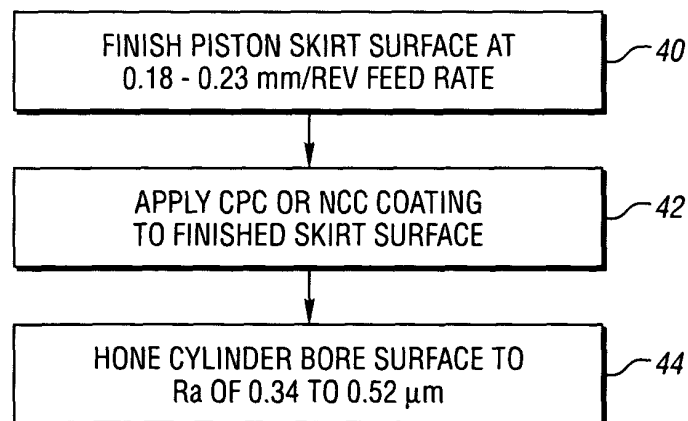 FINISH PISTON SKIRT SURFACE AT
0.18 - 0.23 mm/REV FEED RATE
40
APPLY CPC OR NCC COATING
TO FINISHED SKIRT SURFACE
42
HONE CYLINDER BORE SURFACE TO
Ra OF 0.34 TO 0.52 μm
44